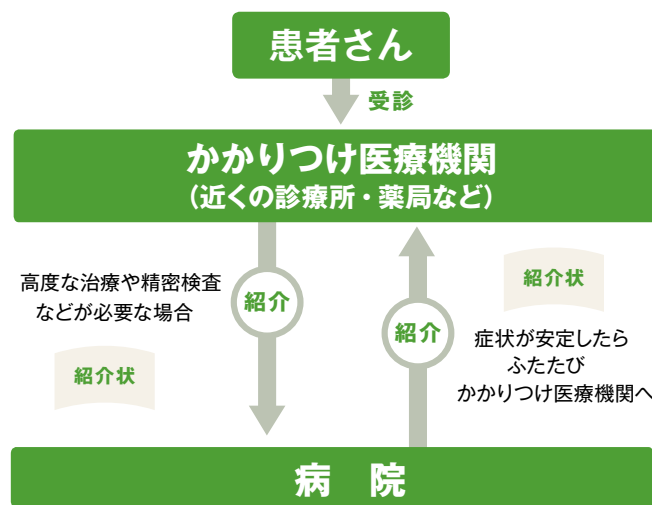 患者さん
受診
かかりつけ医療機関
（近くの診療所・薬局など）
高度な治療や精密検査
などが必要な場合
紹介
紹介状
紹介状
紹介
症状が安定したら
ふたたび
かかりつけ医療機関へ
病　院